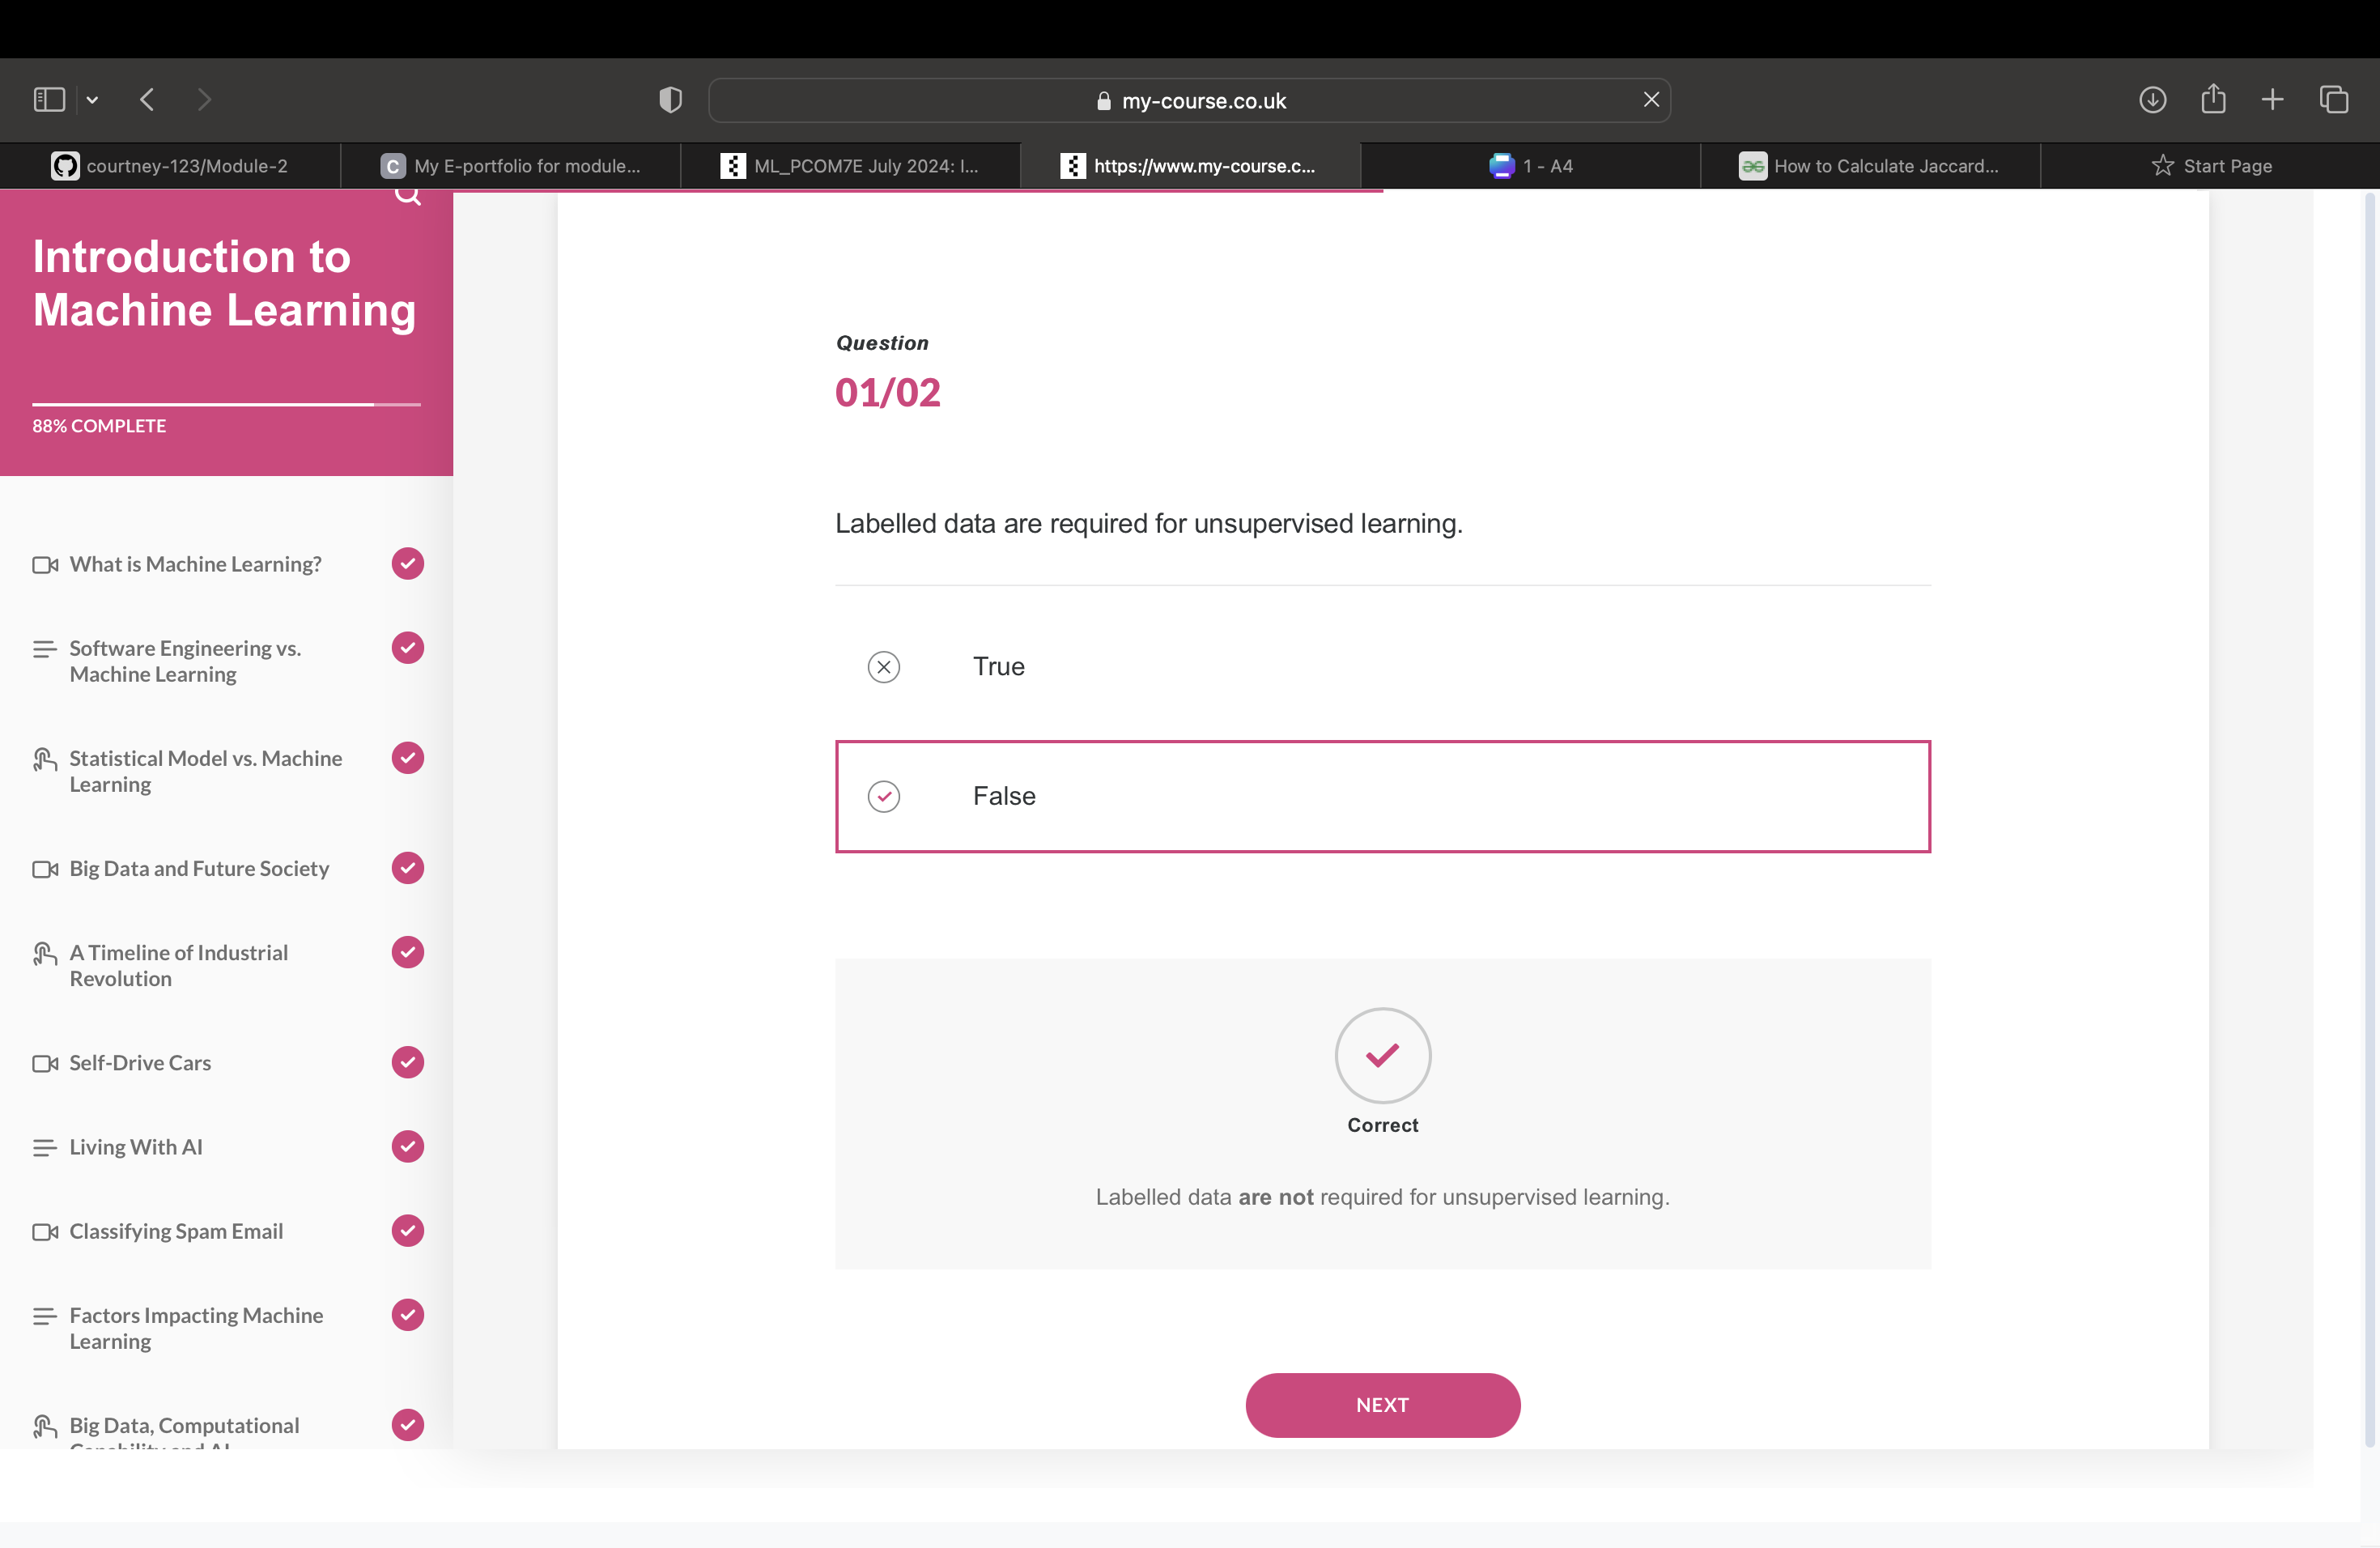 my-course.co.uk
courtney-123/Module-2
C My E-portfolio for module...
ML_PCOM7E July 2024: I...
https://www.my-course.c...
1 - A4
How to Calculate Jaccard...
Start Page
Introduction to
Machine Learning
88% COMPLETE
What is Machine Learning?
Software Engineering vs.
Machine Learning
Statistical Model vs. Machine
Learning
Big Data and Future Society
A Timeline of Industrial
Revolution
Self-Drive Cars
Living With AI
Classifying Spam Email
Factors Impacting Machine
Learning
Big Data, Computational
Capability and AI
Question
01/02
Labelled data are required for unsupervised learning.
True
False
Correct
Labelled data are not required for unsupervised learning.
NEXT